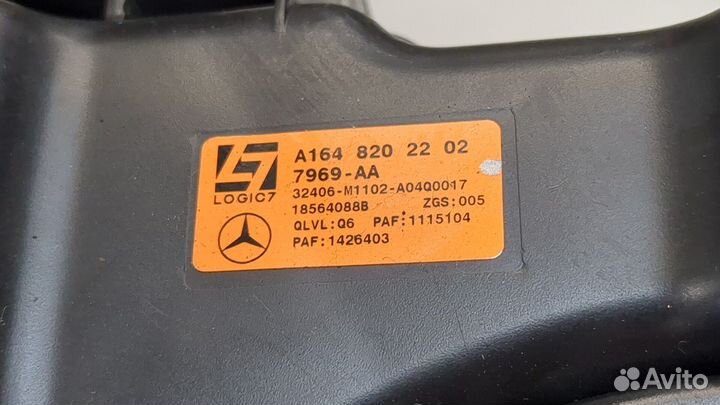 A164 820 22 02
7969-AA
32406-M1102-A04Q0017
LOGIC7
18564088B ZGS:005
QLVL:Q6 PAF:1115104
PAF:1426403
Avito